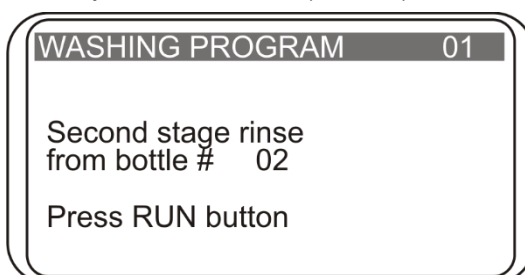 WASHING PROGRAM 01
Second stage rinse
from bottle # 02
Press RUN button